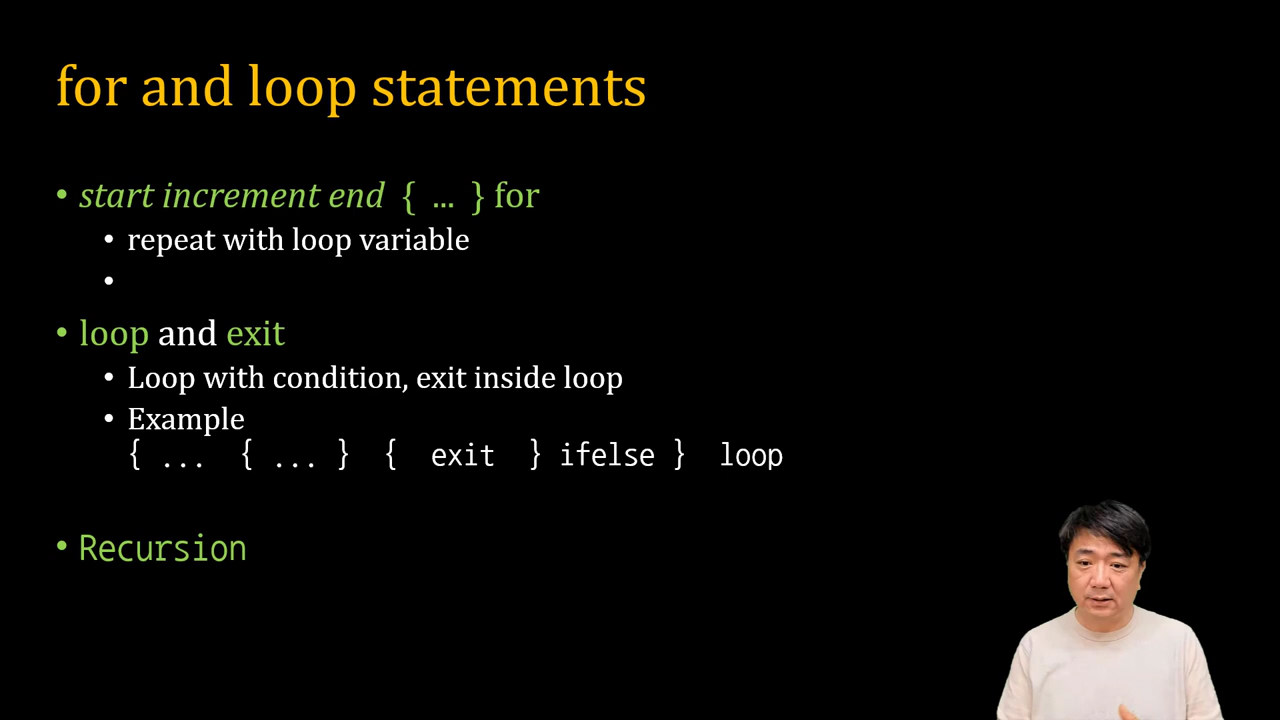 for and loop statements
• start increment end { … } for
• repeat with loop variable
•
• loop and exit
• Loop with condition, exit inside loop
• Example
{ ... { ... } { exit } ifelse } loop
• Recursion